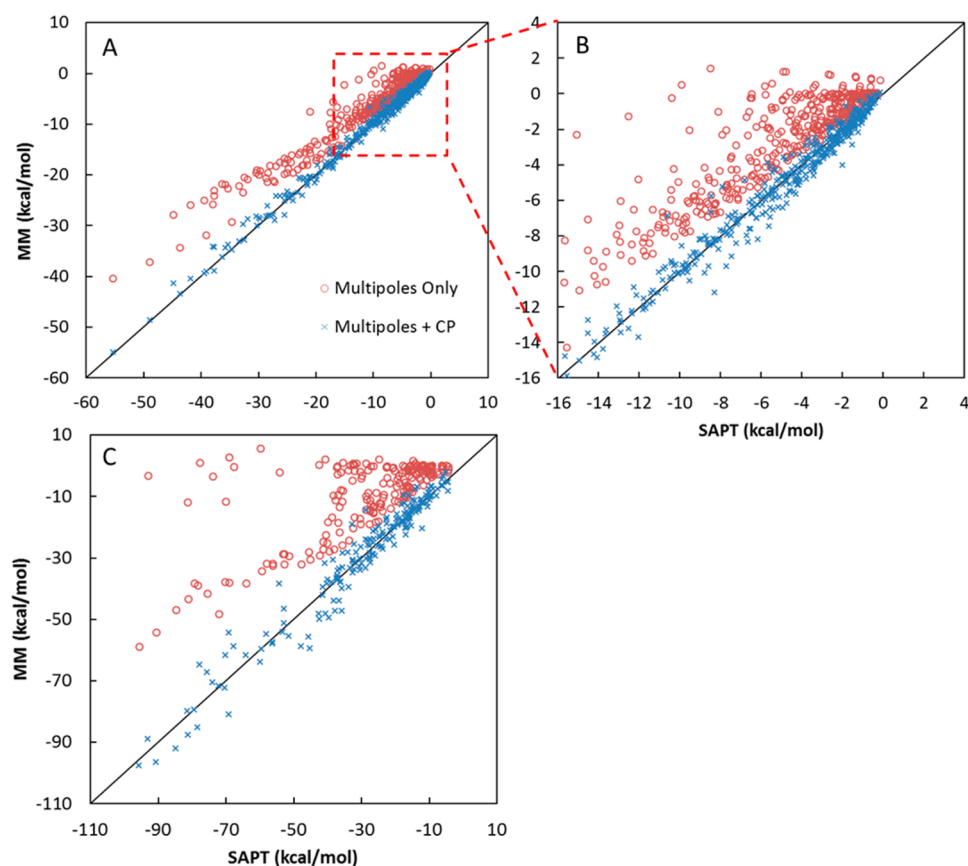 A
MM (kcal/mol)
10
0
-10
-20
-30
-40
-50
-60
-60 -50 -40 -30 -20 -10 0 10
Multipoles Only
Multipoles + CP
B
4
2
0
-2
-4
-6
-8
-10
-12
-14
-16
-16 -14 -12 -10 -8 -6 -4 -2 0 2 4
SAPT (kcal/mol)
C
MM (kcal/mol)
10
-10
-30
-50
-70
-90
-110
-110 -90 -70 -50 -30 -10 10
SAPT (kcal/mol)